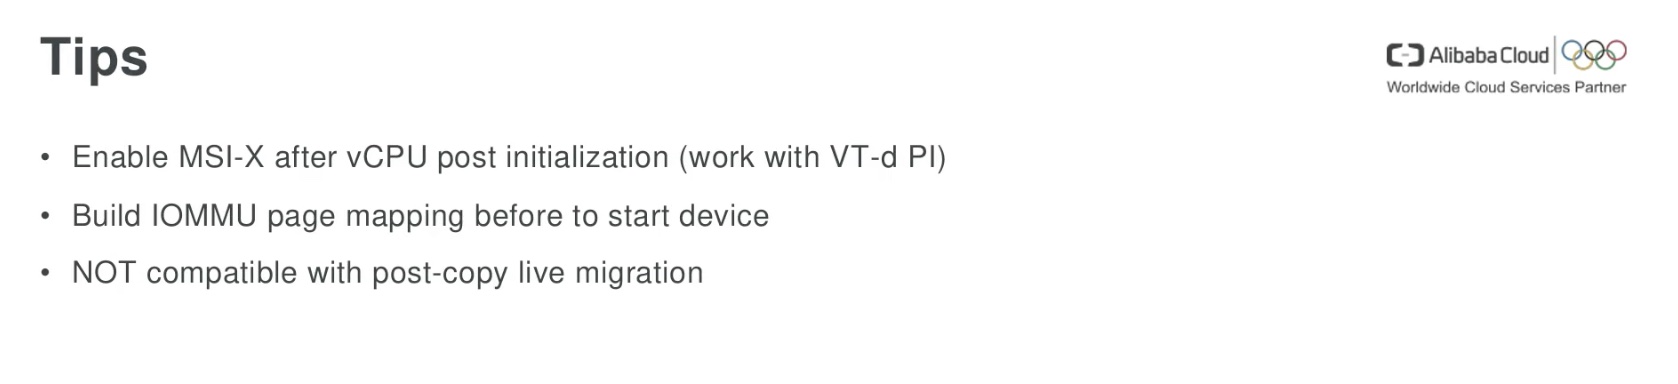 Tips
Alibaba Cloud
Worldwide Cloud Services Partner
• Enable MSI-X after vCPU post initialization (work with VT-d PI)
• Build IOMMU page mapping before to start device
• NOT compatible with post-copy live migration